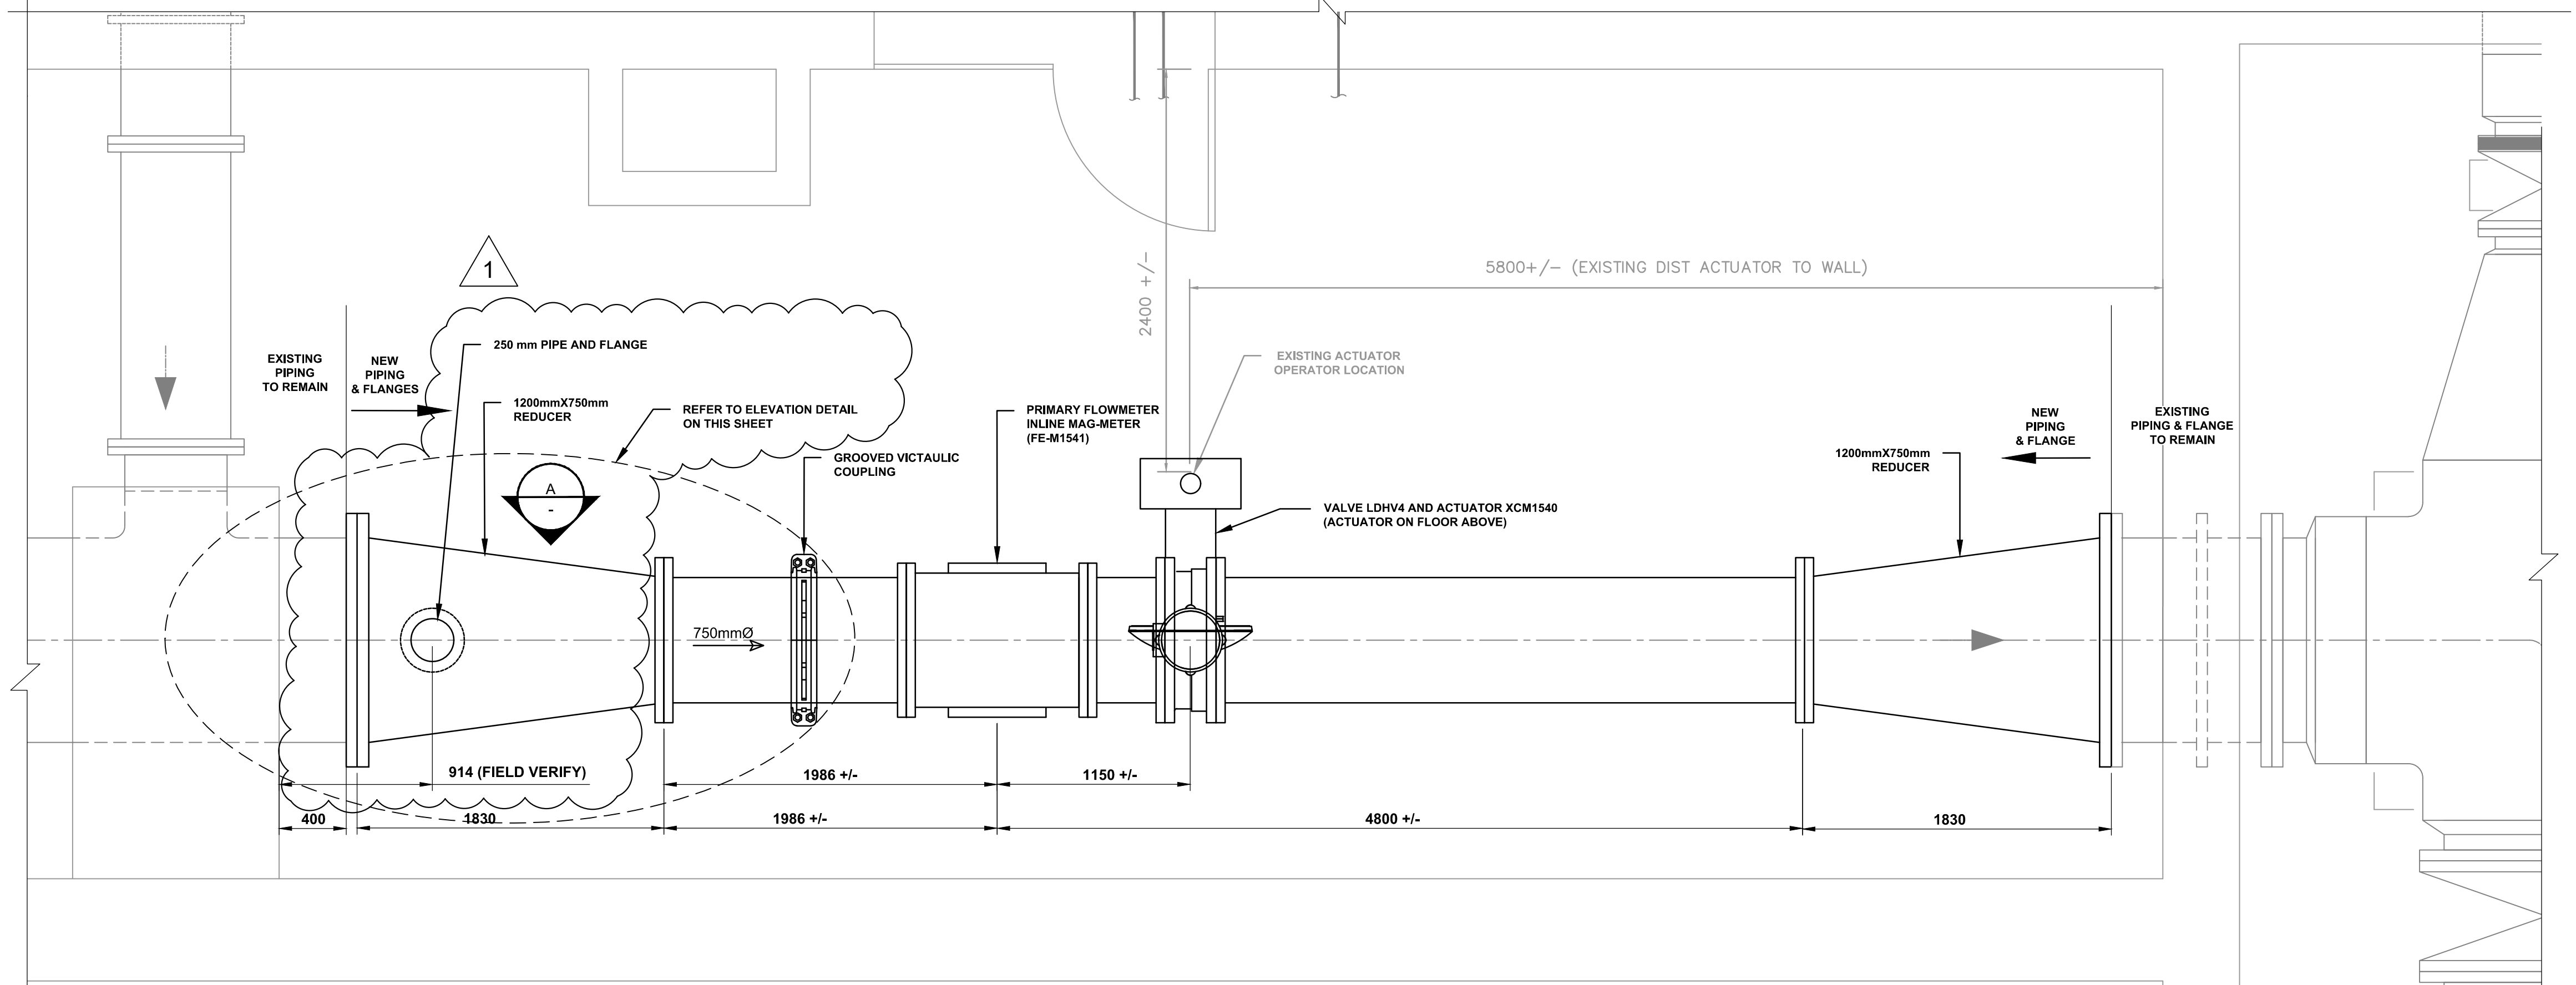 1
2400 +/-
5800+/- (EXISTING DIST ACTUATOR TO WALL)
250 mm PIPE AND FLANGE
EXISTING
PIPING
TO REMAIN
NEW
PIPING
& FLANGES
1200mmX750mm
REDUCER
REFER TO ELEVATION DETAIL
ON THIS SHEET
GROOVED VICTAULIC
COUPLING
PRIMARY FLOWMETER
INLINE MAG-METER
(FE-M1541)
EXISTING ACTUATOR
OPERATOR LOCATION
VALVE LDHV4 AND ACTUATOR XCM1540
(ACTUATOR ON FLOOR ABOVE)
1200mmX750mm
REDUCER
NEW
PIPING
& FLANGE
EXISTING
PIPING & FLANGE
TO REMAIN
A
-
750mmØ
914 (FIELD VERIFY)
1986 +/-
1150 +/-
400
1830
1986 +/-
4800 +/-
1830